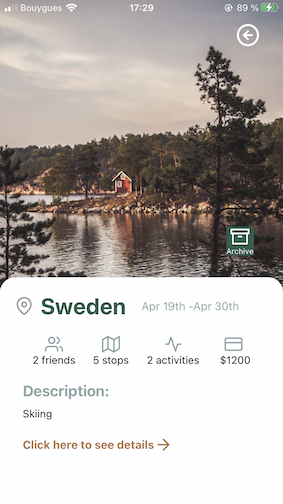 Bouygues 17:29 89 %
Archive
Sweden Apr 19th -Apr 30th
2 friends 5 stops 2 activities $1200
Description:
Skiing
Click here to see details